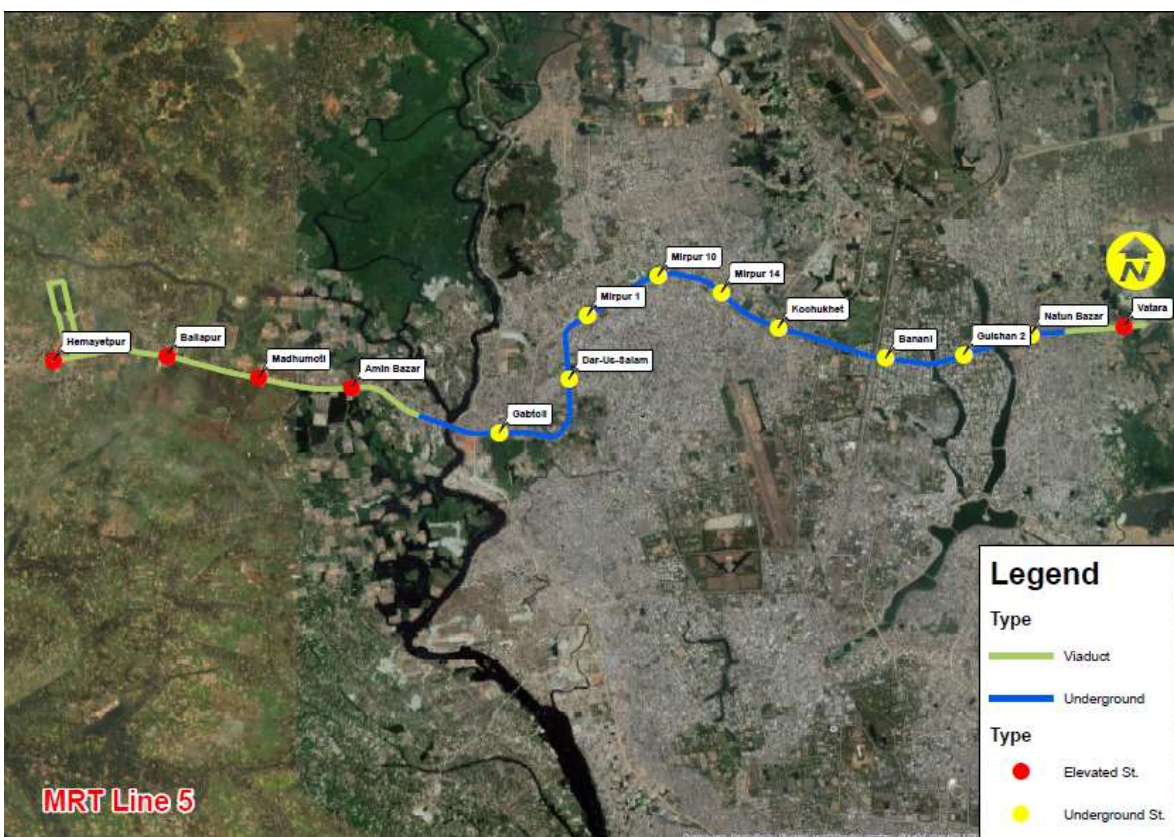 Mirpur 10
Mirpur 14
Mirpur 1
Kochukhet
Natun Bazar
Vatara
N
Hemayetpur
Baliapur
Madhumoti
Amin Bazar
Dar-Us-Salam
Banani
Gulshan 2
Gabtoli
Legend
Type
Viaduct
Underground
Type
Elevated St.
Underground St.
MRT Line 5